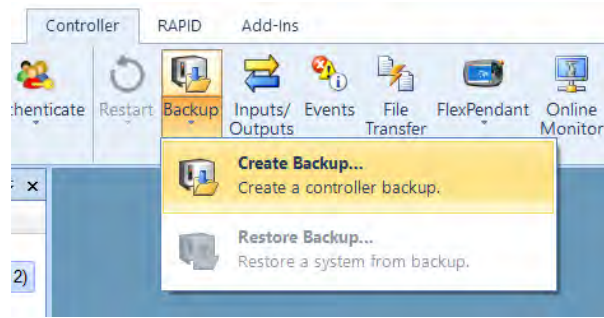 Controller RAPID Add-Ins
henticate Restart Backup Inputs/ Events File FlexPendant Online
Outputs Transfer Monitor
Create Backup...
Create a controller backup.
Restore Backup...
Restore a system from backup.
2)